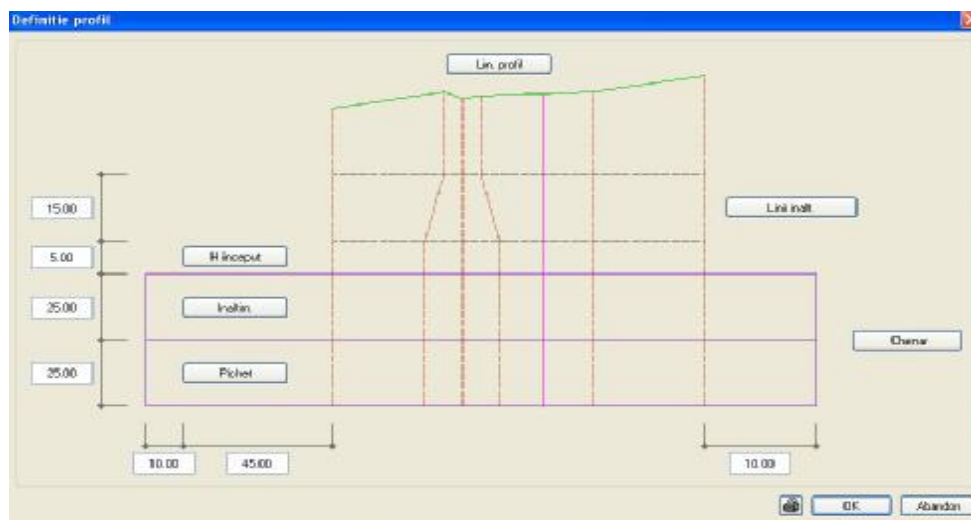 Definitie profil
Lin. profil
15.00
Linii inalt.
5.00
H inceput
25.00
Inaltim.
Chenar
25.00
Pichet
10.00
45.00
10.00
OK
Abandon